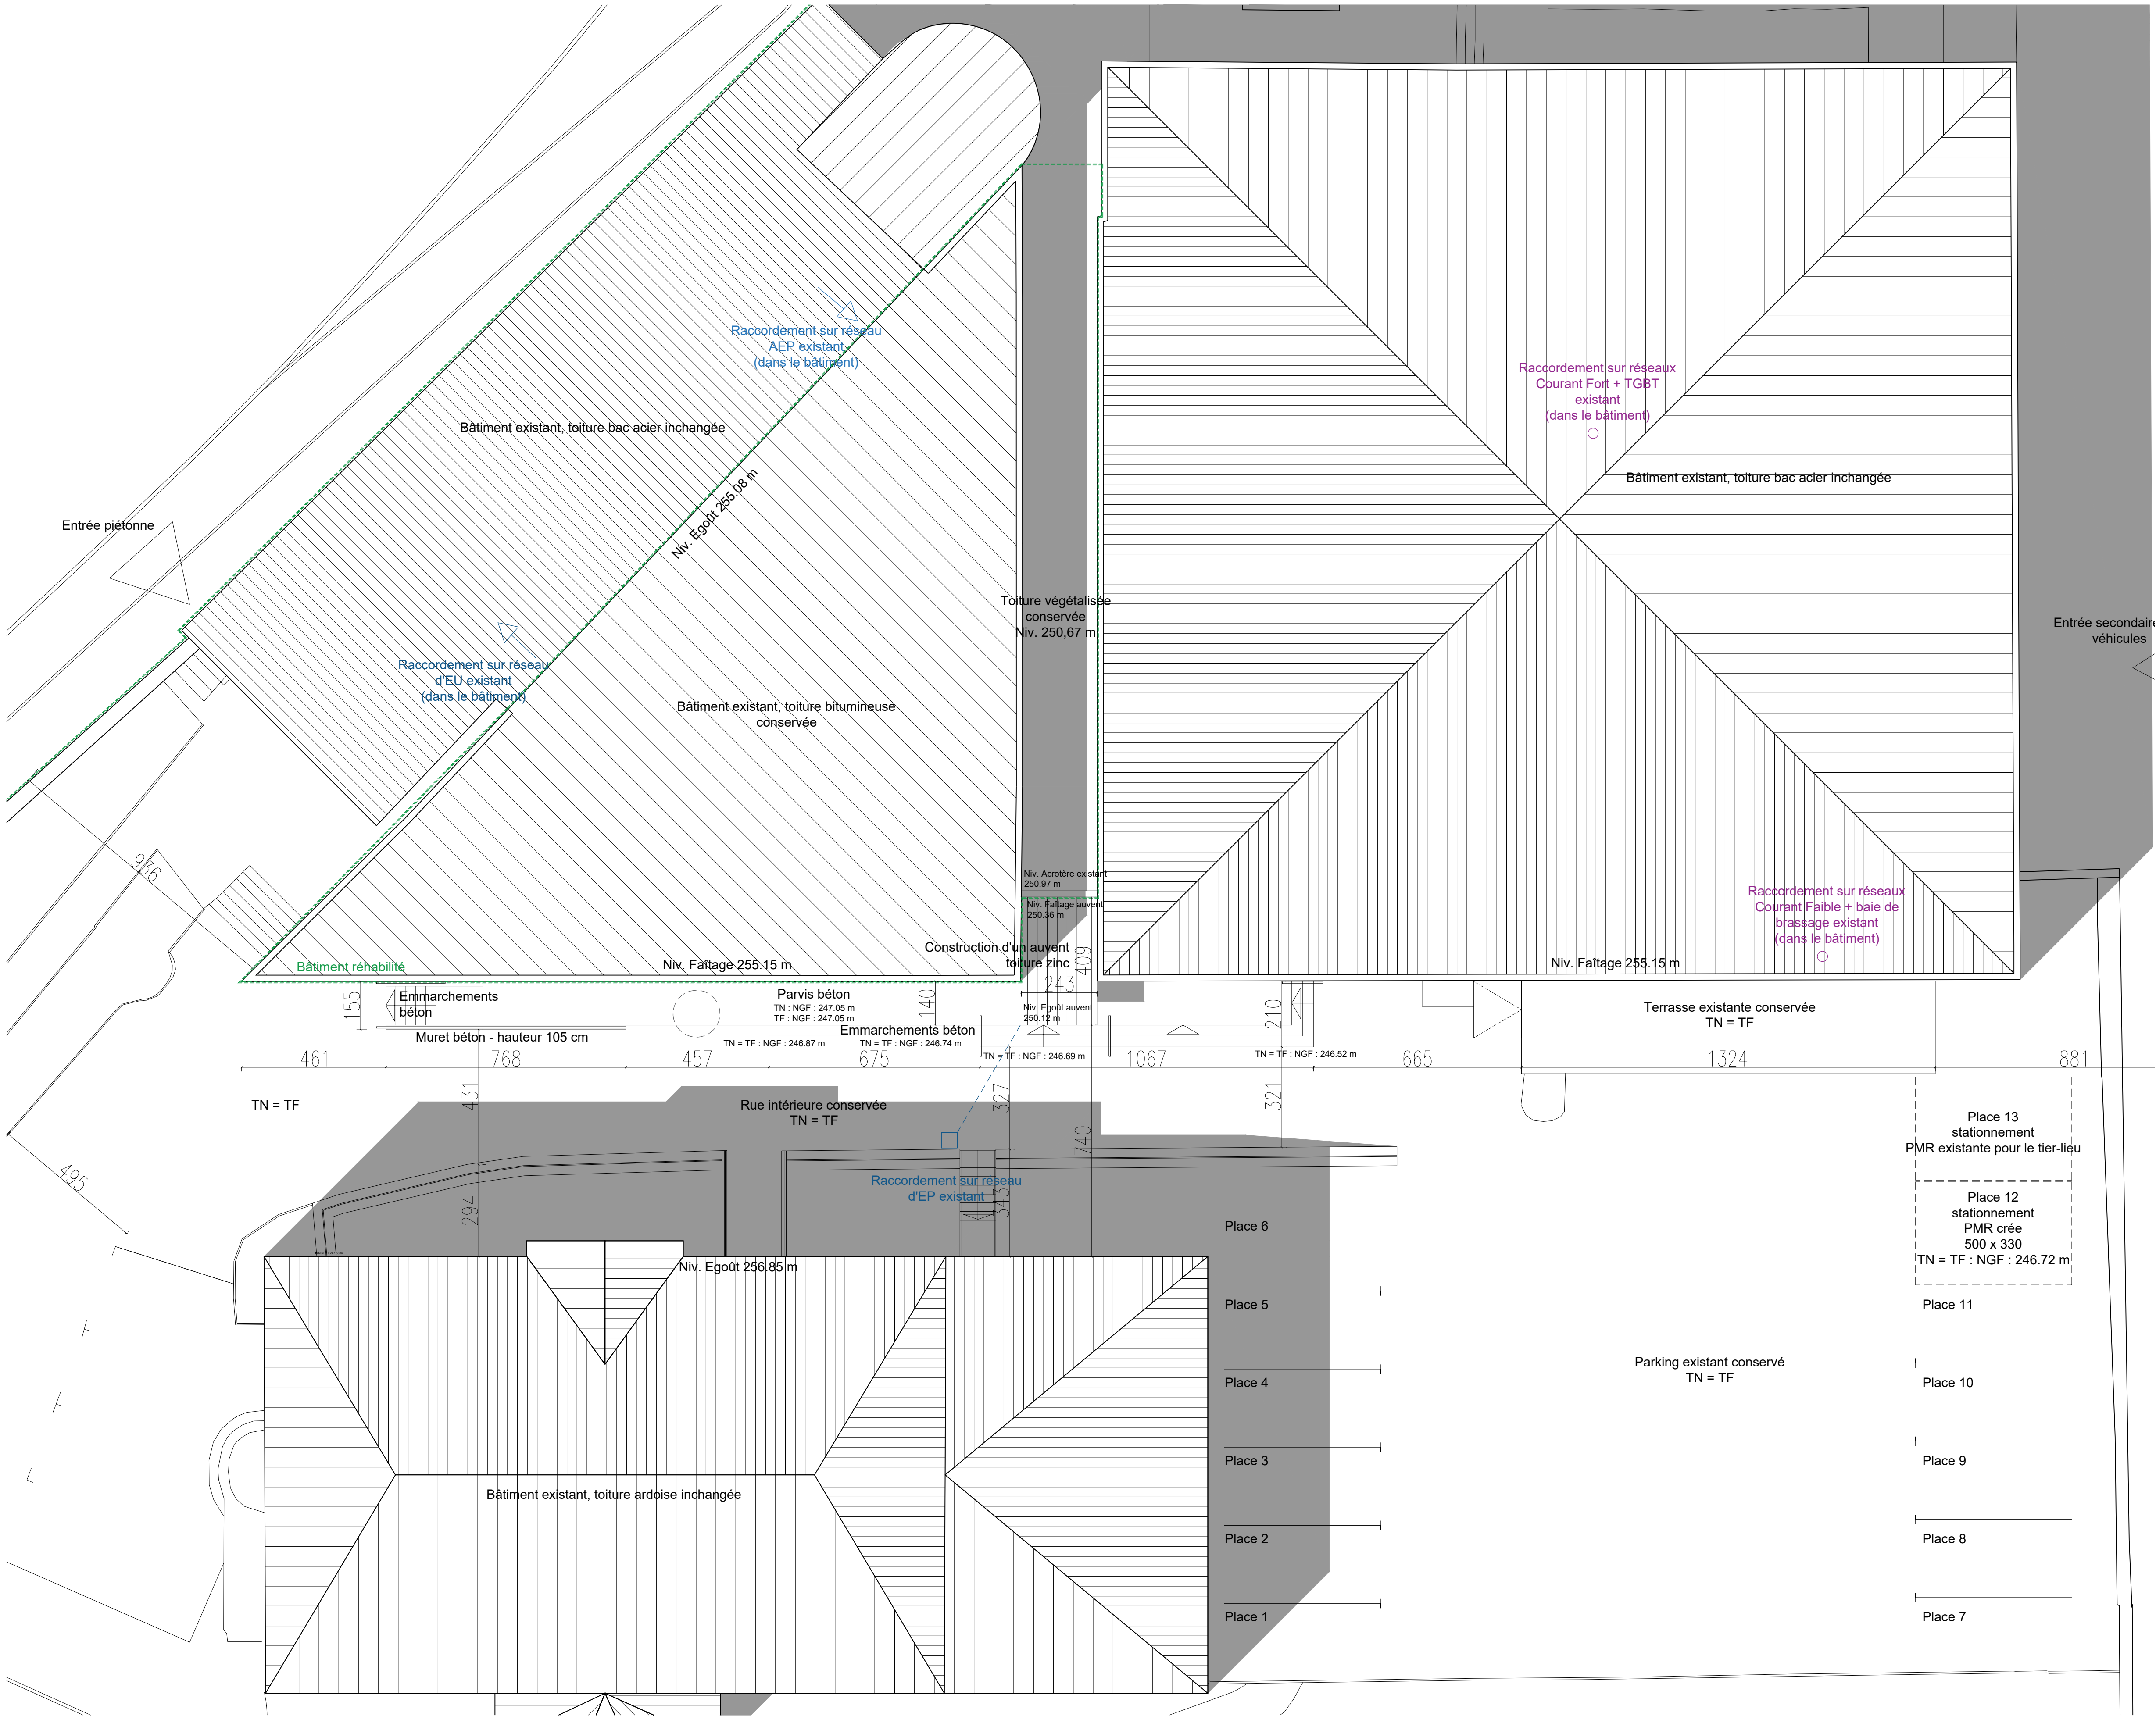 Raccordement sur réseau
AEP existant
(dans le bâtiment)
Raccordement sur réseaux
Courant Fort + TGBT
existant
(dans le bâtiment)
Bâtiment existant, toiture bac acier inchangée
Bâtiment existant, toiture bac acier inchangée
Niv. Egoût 255.08 m
Entrée piétonne
Toiture végétalisée
conservée
Niv. 250,67 m
Entrée secondaire
véhicules
Raccordement sur réseau
d'EU existant
(dans le bâtiment)
Bâtiment existant, toiture bitumineuse
conservée
936
Niv. Acrotère existant
250.97 m
Niv. Faîtage auvent
250.36 m
Raccordement sur réseaux
Courant Faible + baie de
brassage existant
(dans le bâtiment)
Construction d'un auvent
toiture zinc
409
Bâtiment réhabilité
Niv. Faîtage 255.15 m
Niv. Faîtage 255.15 m
243
155
Emmarchements
béton
Parvis béton
TN : NGF : 247.05 m
TF : NGF : 247.05 m
140
Niv. Egoût auvent
250.12 m
210
Terrasse existante conservée
TN = TF
Muret béton - hauteur 105 cm
Emmarchements béton
TN = TF : NGF : 246.87 m
TN = TF : NGF : 246.74 m
TN = TF : NGF : 246.69 m
TN = TF : NGF : 246.52 m
461
768
457
675
1067
665
1324
881
431
327
321
TN = TF
Rue intérieure conservée
TN = TF
740
Place 13
stationnement
PMR existante pour le tier-lieu
495
294
Raccordement sur réseau
d'EP existant
343
Place 12
stationnement
PMR crée
500 x 330
TN = TF : NGF : 246.72 m
Niv. Egoût 256.85 m
Place 6
Place 5
Place 4
Place 3
Place 2
Place 1
Parking existant conservé
TN = TF
Place 11
Place 10
Place 9
Place 8
Place 7
Bâtiment existant, toiture ardoise inchangée